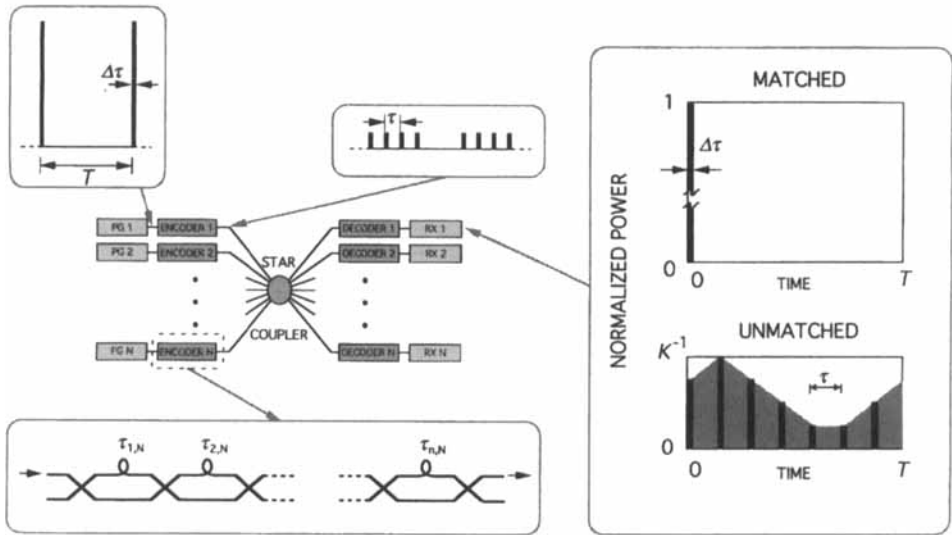 Δτ
T
τ
PG 1
ENCODER 1
DECODER 1
RX 1
PG 2
ENCODER 2
DECODER 2
RX 2
STAR
COUPLER
PG N
ENCODER N
DECODER N
RX N
τ1,N
τ2,N
τn,N
NORMALIZED POWER
MATCHED
1
Δτ
0
0
TIME
T
UNMATCHED
K⁻¹
τ
0
0
TIME
T